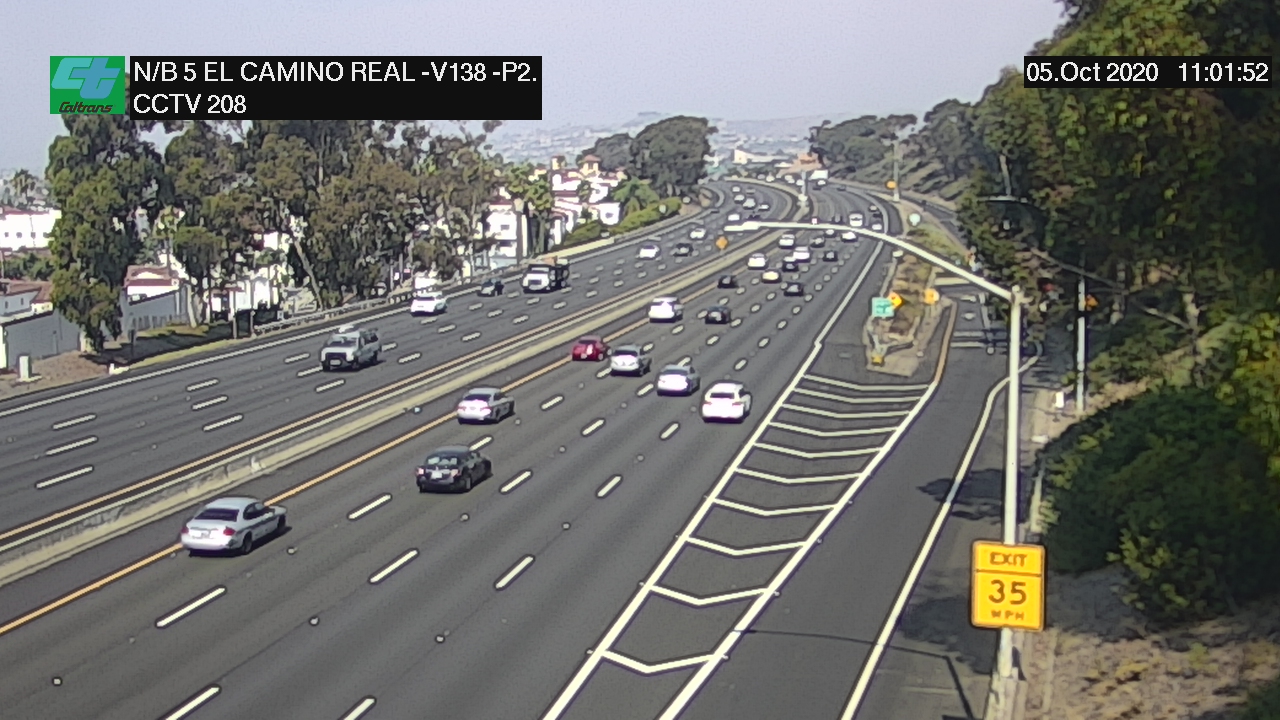 Caltrans
N/B 5 EL CAMINO REAL -V138 -P2.
CCTV 208
05.Oct 2020 11:01:52
EXIT
35
MPH